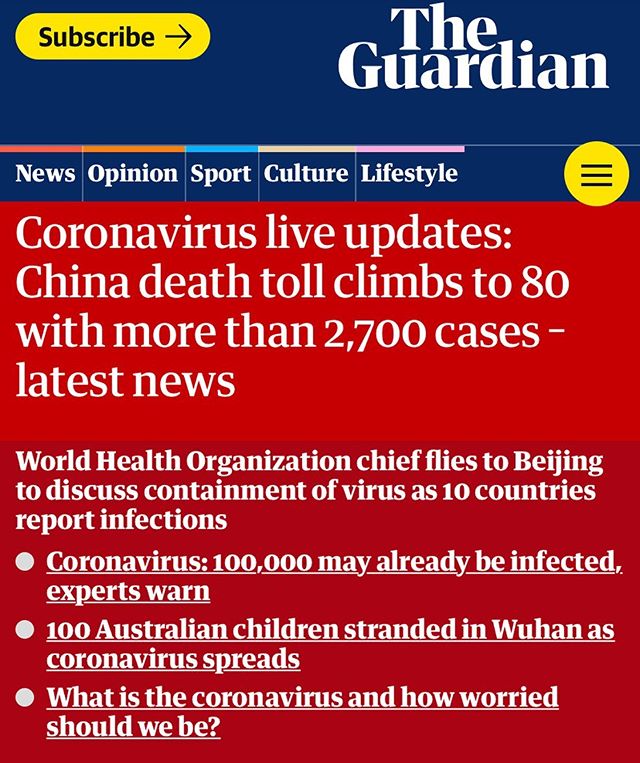 Subscribe →
The
Guardian
News Opinion Sport Culture Lifestyle
Coronavirus live updates:
China death toll climbs to 80
with more than 2,700 cases –
latest news
World Health Organization chief flies to Beijing
to discuss containment of virus as 10 countries
report infections
Coronavirus: 100,000 may already be infected,
experts warn
100 Australian children stranded in Wuhan as
coronavirus spreads
What is the coronavirus and how worried
should we be?